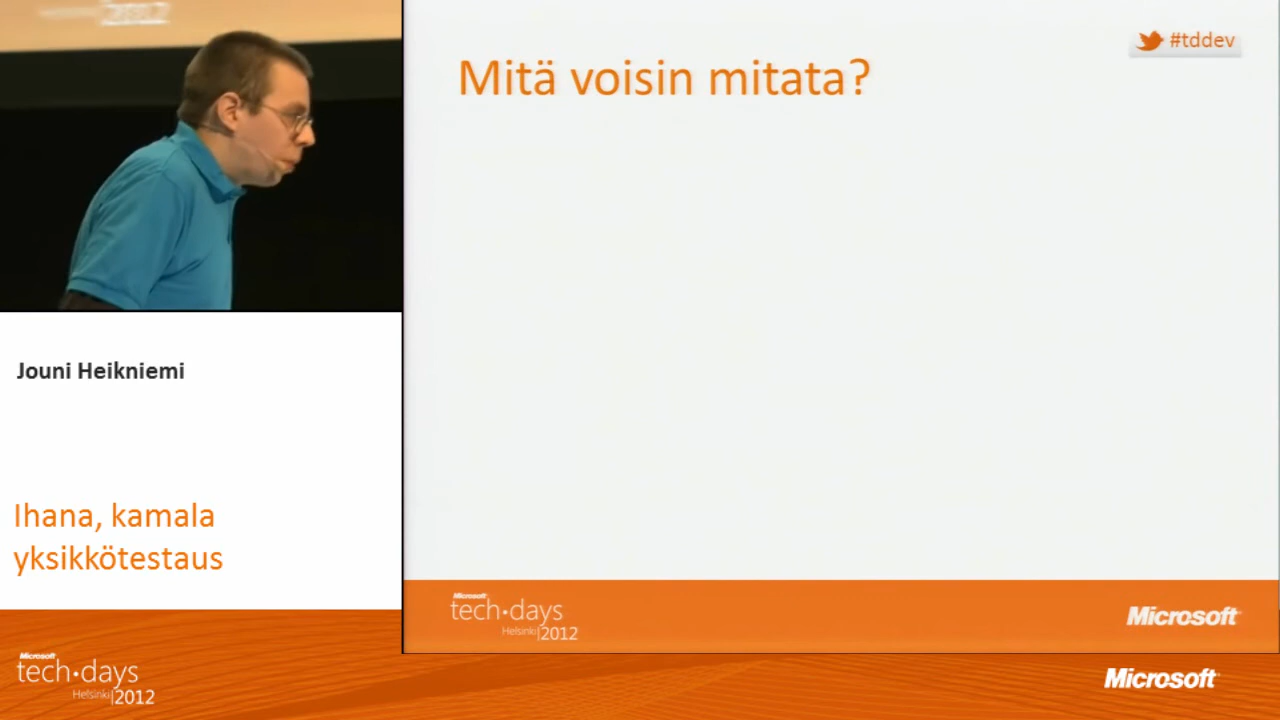 Mitä voisin mitata?
#tddev
Jouni Heikniemi
Ihana, kamala
yksikkötestaus
Microsoft
tech·days
Helsinki|2012
Microsoft
Microsoft
tech·days
Helsinki|2012
Microsoft